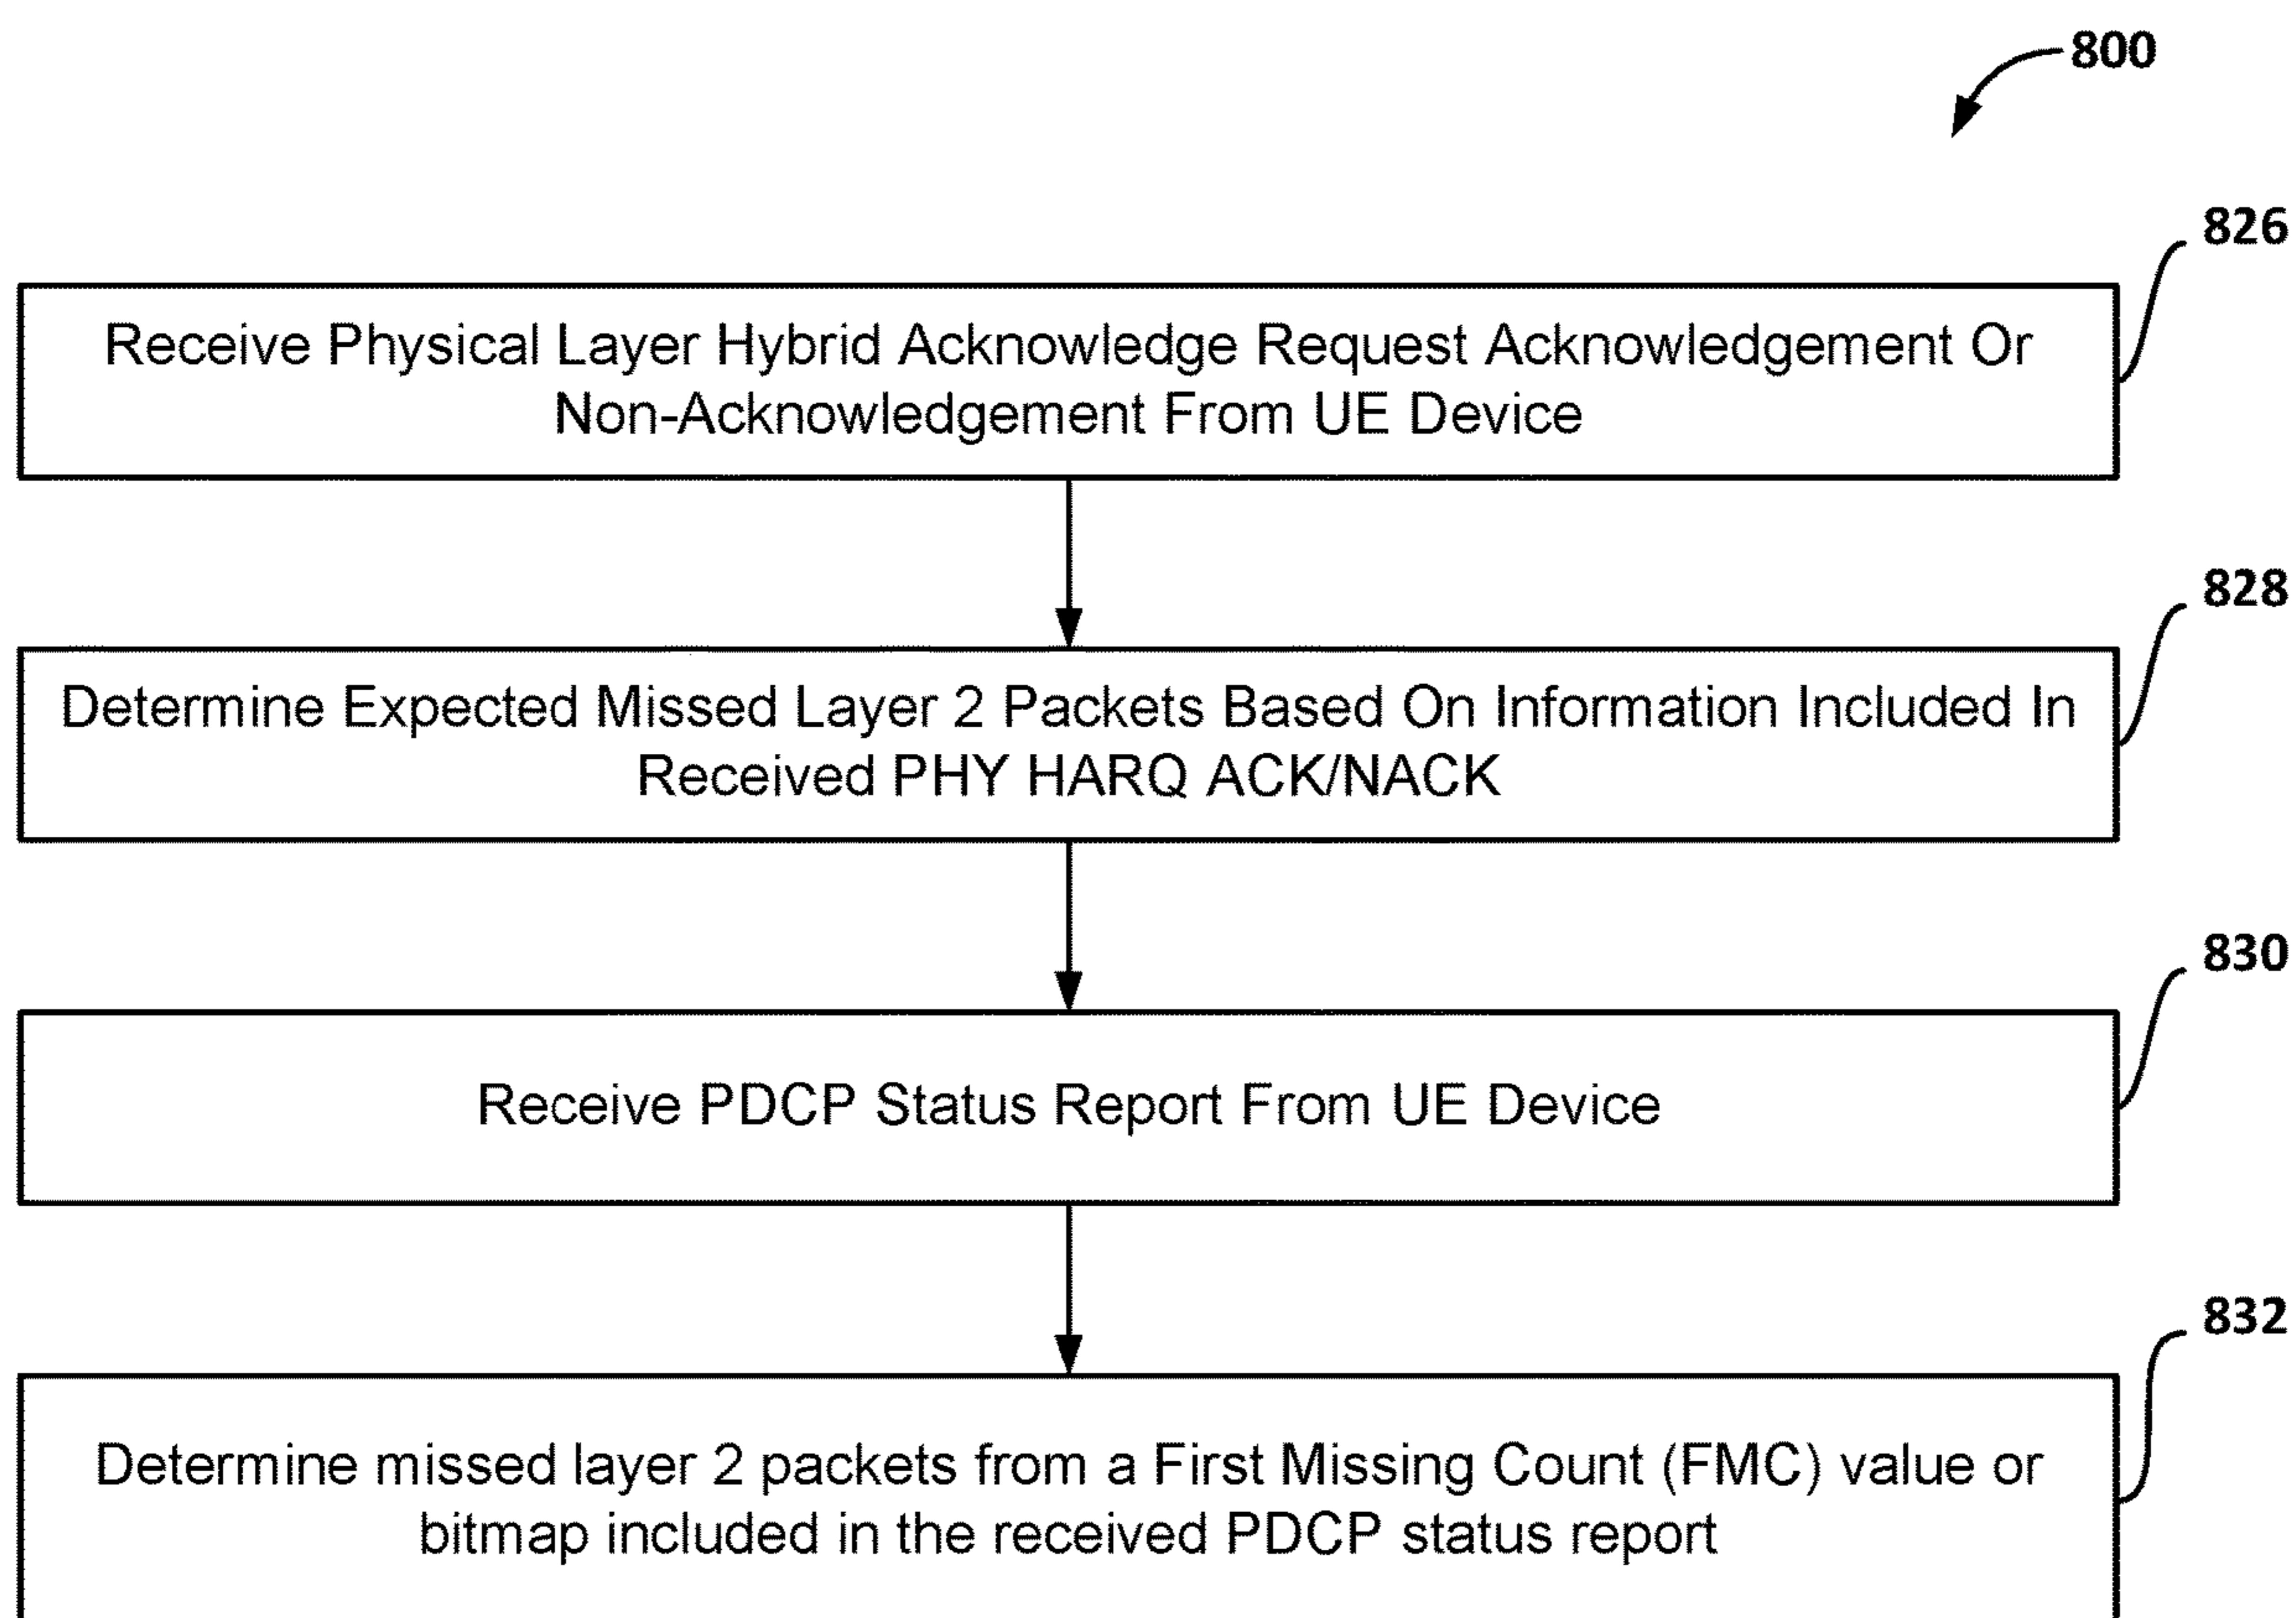 800
826
Receive Physical Layer Hybrid Acknowledge Request Acknowledgement Or
Non-Acknowledgement From UE Device
828
Determine Expected Missed Layer 2 Packets Based On Information Included In
Received PHY HARQ ACK/NACK
830
Receive PDCP Status Report From UE Device
832
Determine missed layer 2 packets from a First Missing Count (FMC) value or
bitmap included in the received PDCP status report